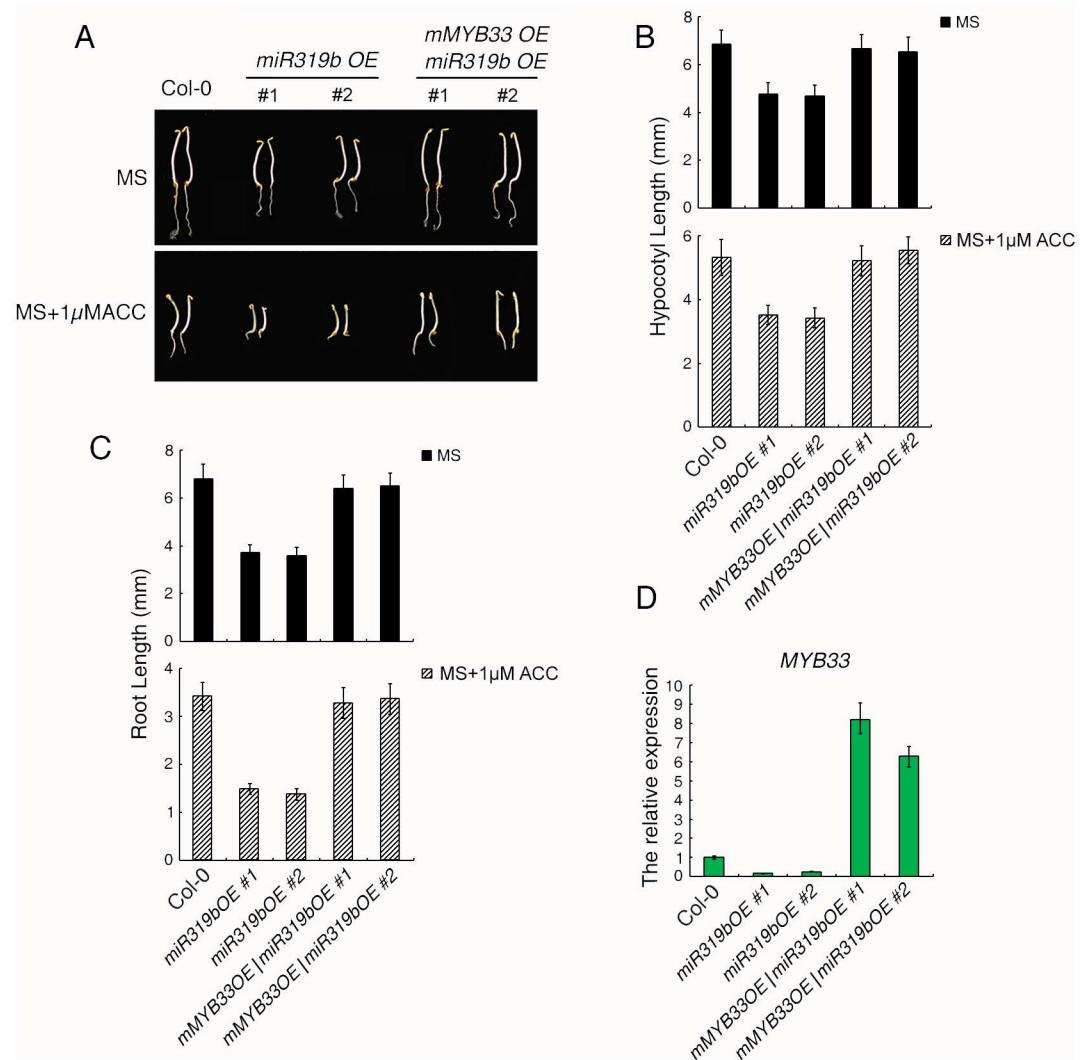 A
mMYB33 OE
miR319b OE miR319b OE
Col-0 #1 #2 #1 #2
MS
MS+1μMACC
B
MS
8
6
4
2
0
MS+1μM ACC
6
4
2
0
Hypocotyl Length (mm)
Col-0
miR319bOE #1
miR319bOE #2
mMYB33OE|miR319bOE #1
mMYB33OE|miR319bOE #2
C
MS
8
6
4
2
0
MS+1μM ACC
4
3
2
1
0
Root Length (mm)
Col-0
miR319bOE #1
miR319bOE #2
mMYB33OE|miR319bOE #1
mMYB33OE|miR319bOE #2
D
MYB33
The relative expression
10
9
8
7
6
5
4
3
2
1
0
Col-0
miR319bOE #1
miR319bOE #2
mMYB33OE|miR319bOE #1
mMYB33OE|miR319bOE #2